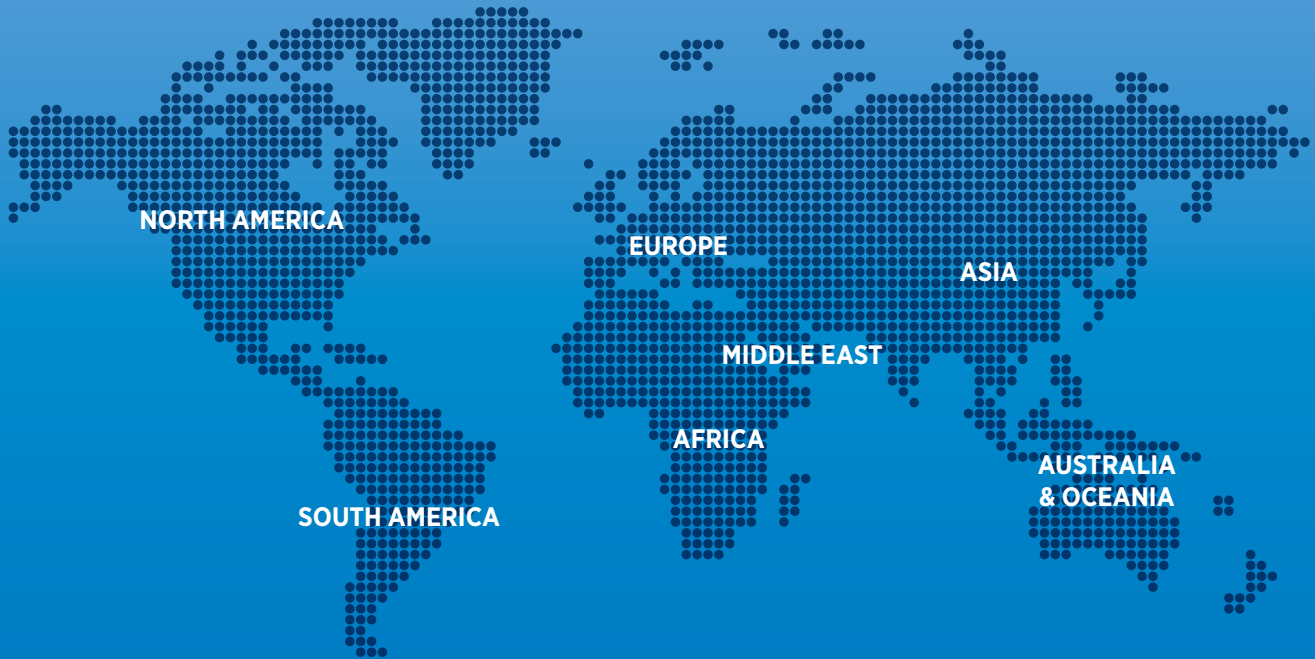 NORTH AMERICA
EUROPE
ASIA
MIDDLE EAST
AFRICA
AUSTRALIA
& OCEANIA
SOUTH AMERICA